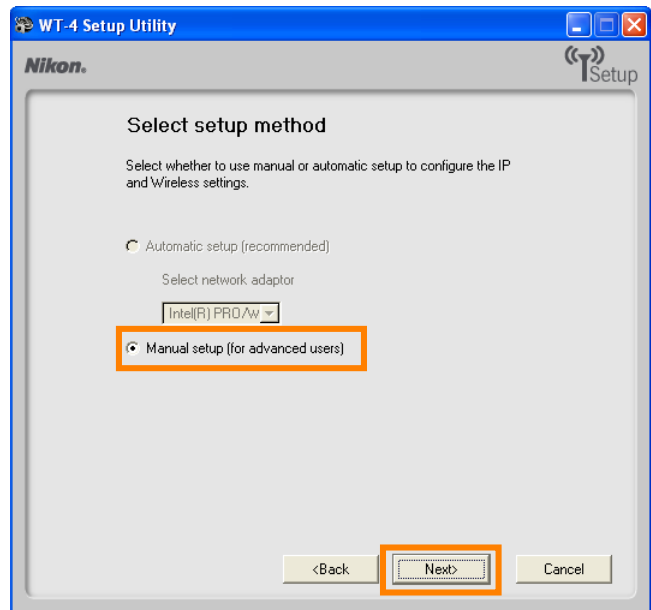 WT-4 Setup Utility
Nikon®
Setup
Select setup method
Select whether to use manual or automatic setup to configure the IP
and Wireless settings.
Automatic setup (recommended)
Select network adaptor
Intel(R) PRO/W
Manual setup (for advanced users)
<Back
Next>
Cancel